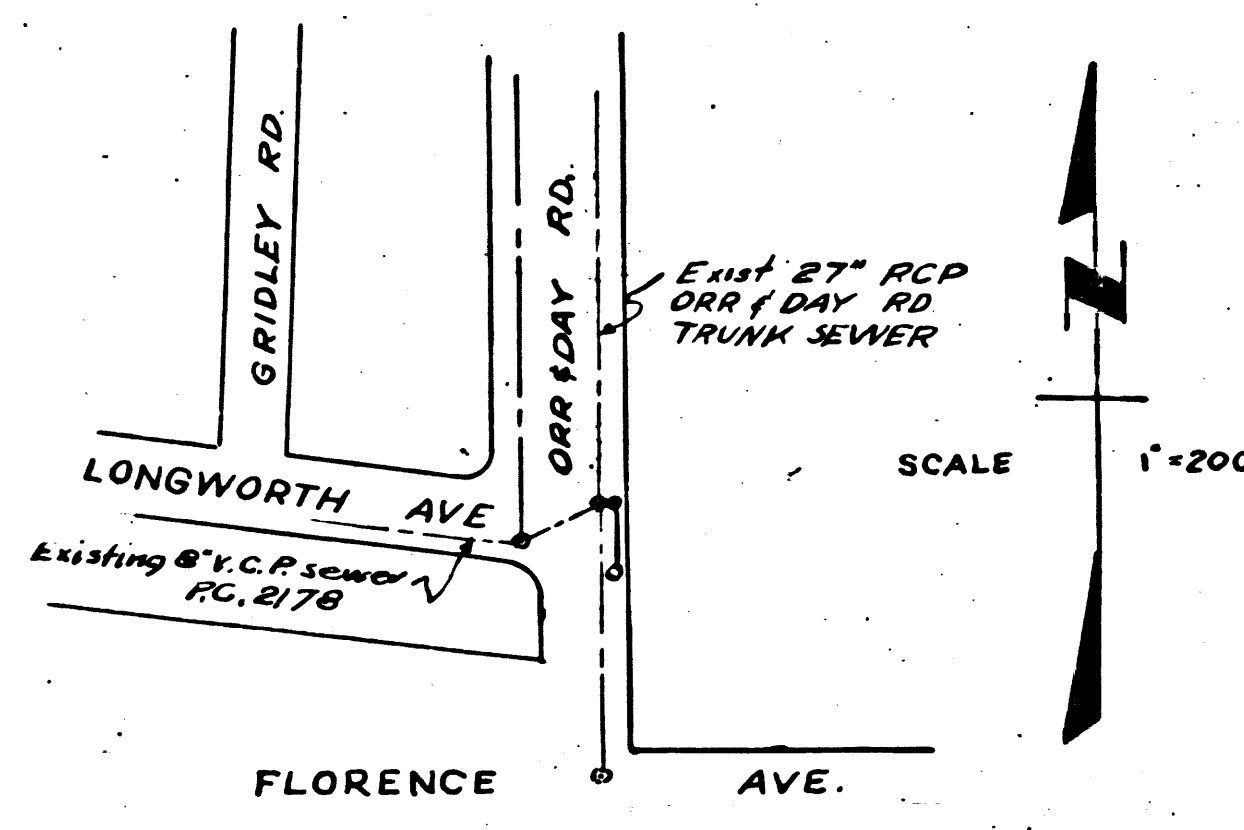 GRIDLEY RD.
ORR & DAY RD.
Exist 27" RCP
ORR & DAY RD
TRUNK SEWER
N
LONGWORTH AVE
SCALE 1"=200
Existing 8" V.C.P. sewer
P.C. 2178
FLORENCE AVE.